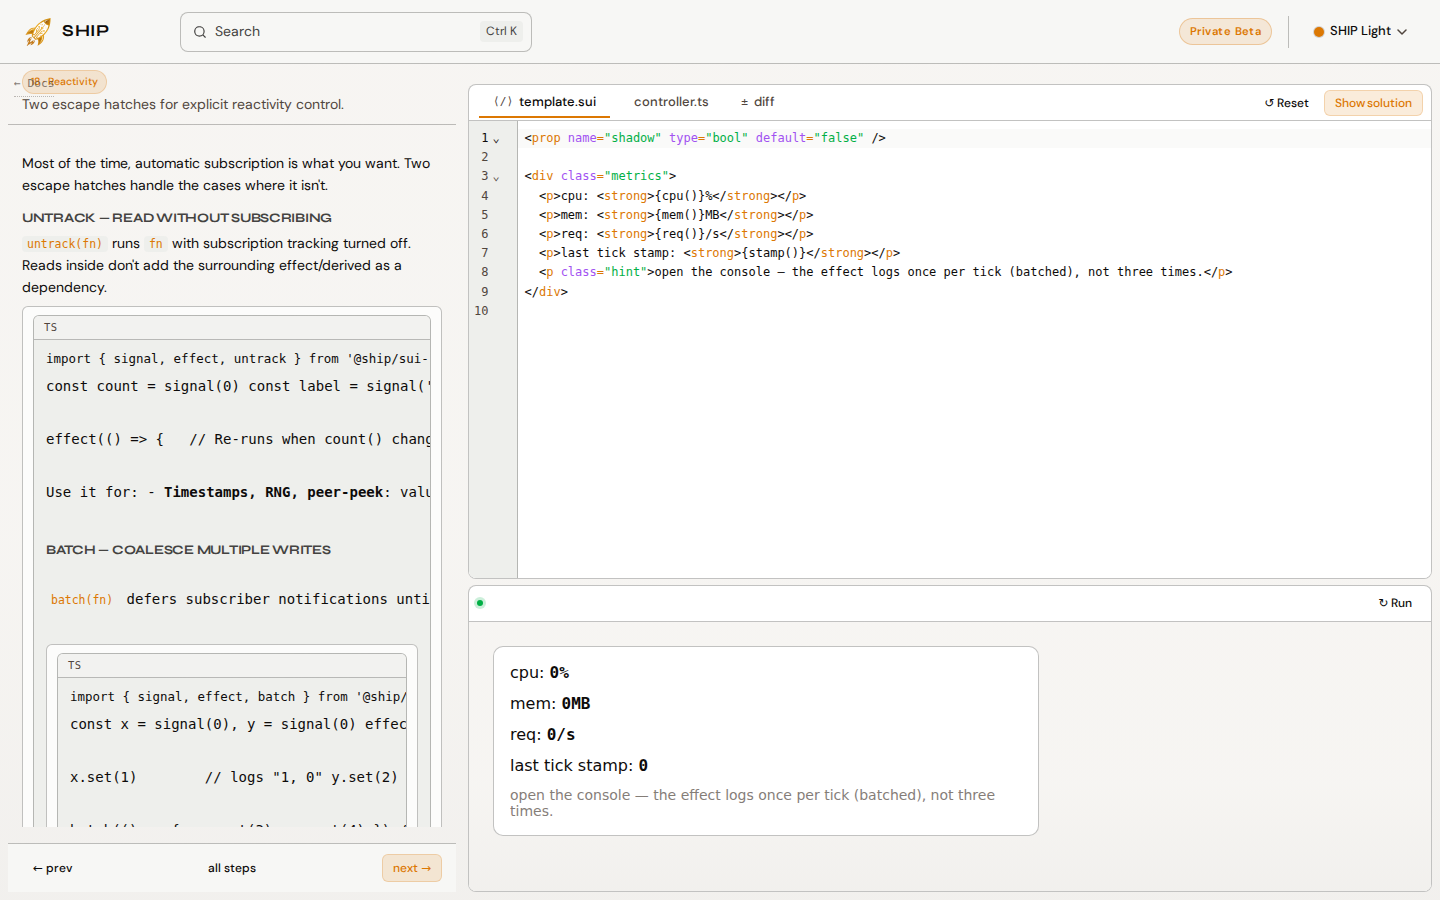 SHIP
Search
Ctrl K
Private Beta
SHIP Light
← Docs
Reactivity
Two escape hatches for explicit reactivity control.
Most of the time, automatic subscription is what you want. Two
escape hatches handle the cases where it isn't.
UNTRACK — READ WITHOUT SUBSCRIBING
untrack(fn) runs fn with subscription tracking turned off.
Reads inside don't add the surrounding effect/derived as a
dependency.
TS
import { signal, effect, untrack } from '@ship/sui-
const count = signal(0) const label = signal('
effect(() => {   // Re-runs when count() chang
Use it for: - Timestamps, RNG, peer-peek: valu
BATCH — COALESCE MULTIPLE WRITES
batch(fn) defers subscriber notifications unti
TS
import { signal, effect, batch } from '@ship/
const x = signal(0), y = signal(0) effec
x.set(1)        // logs "1, 0" y.set(2)
← prev
all steps
next →
⟨/⟩ template.sui
controller.ts
± diff
↺ Reset
Show solution
1 <prop name="shadow" type="bool" default="false" />
2
3 <div class="metrics">
4   <p>cpu: <strong>{cpu()}%</strong></p>
5   <p>mem: <strong>{mem()}MB</strong></p>
6   <p>req: <strong>{req()}/s</strong></p>
7   <p>last tick stamp: <strong>{stamp()}</strong></p>
8   <p class="hint">open the console — the effect logs once per tick (batched), not three times.</p>
9 </div>
10
↻ Run
cpu: 0%
mem: 0MB
req: 0/s
last tick stamp: 0
open the console — the effect logs once per tick (batched), not three
times.